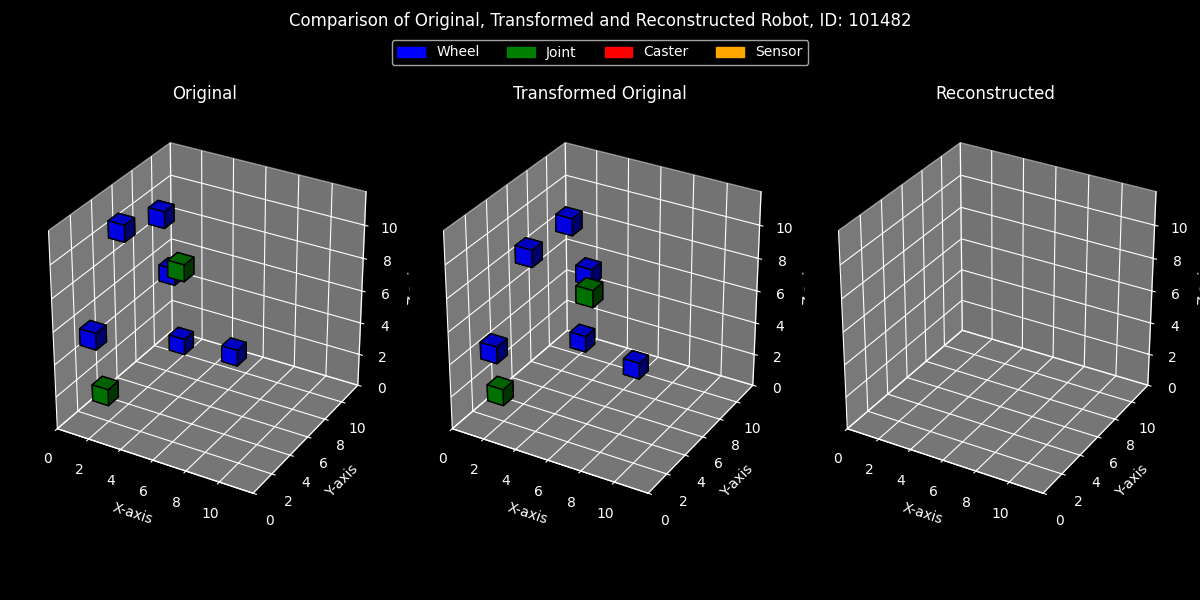 Comparison of Original, Transformed and Reconstructed Robot, ID: 101482
Wheel Joint Caster Sensor
Original Transformed Original Reconstructed
10 10 10
8 8 8
6 6 6
4 4 4
2 2 2
0 0 0
0 2 4 6 8 10 0 2 4 6 8 10 0 2 4 6 8 10
0 2 4 6 8 10 0 2 4 6 8 10 0 2 4 6 8 10
X-axis Y-axis X-axis Y-axis X-axis Y-axis